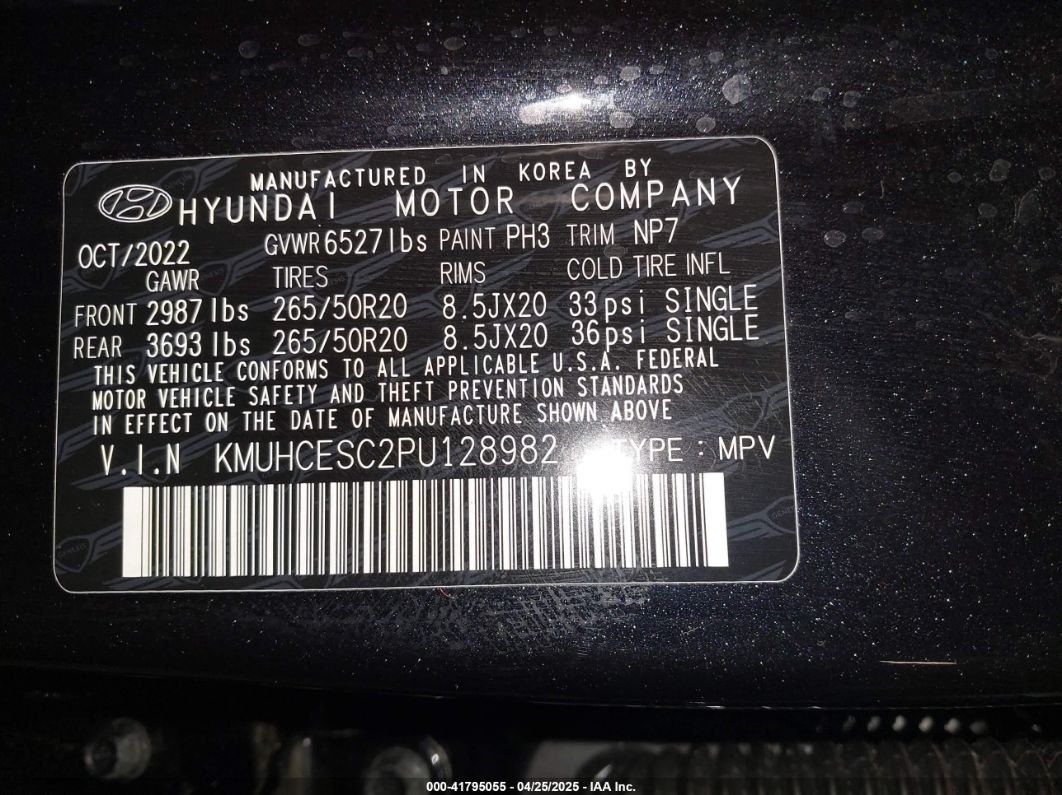 MANUFACTURED IN KOREA BY
HYUNDAI MOTOR COMPANY
OCT/2022 GVWR 6527 lbs PAINT PH3 TRIM NP7
GAWR TIRES RIMS COLD TIRE INFL
FRONT 2987 lbs 265/50R20 8.5JX20 33psi SINGLE
REAR 3693 lbs 265/50R20 8.5JX20 36psi SINGLE
THIS VEHICLE CONFORMS TO ALL APPLICABLE U.S.A. FEDERAL
MOTOR VEHICLE SAFETY AND THEFT PREVENTION STANDARDS
IN EFFECT ON THE DATE OF MANUFACTURE SHOWN ABOVE
V.I.N KMUHCESC2PU128982 TYPE : MPV
000-41795055 - 04/25/2025 - IAA Inc.